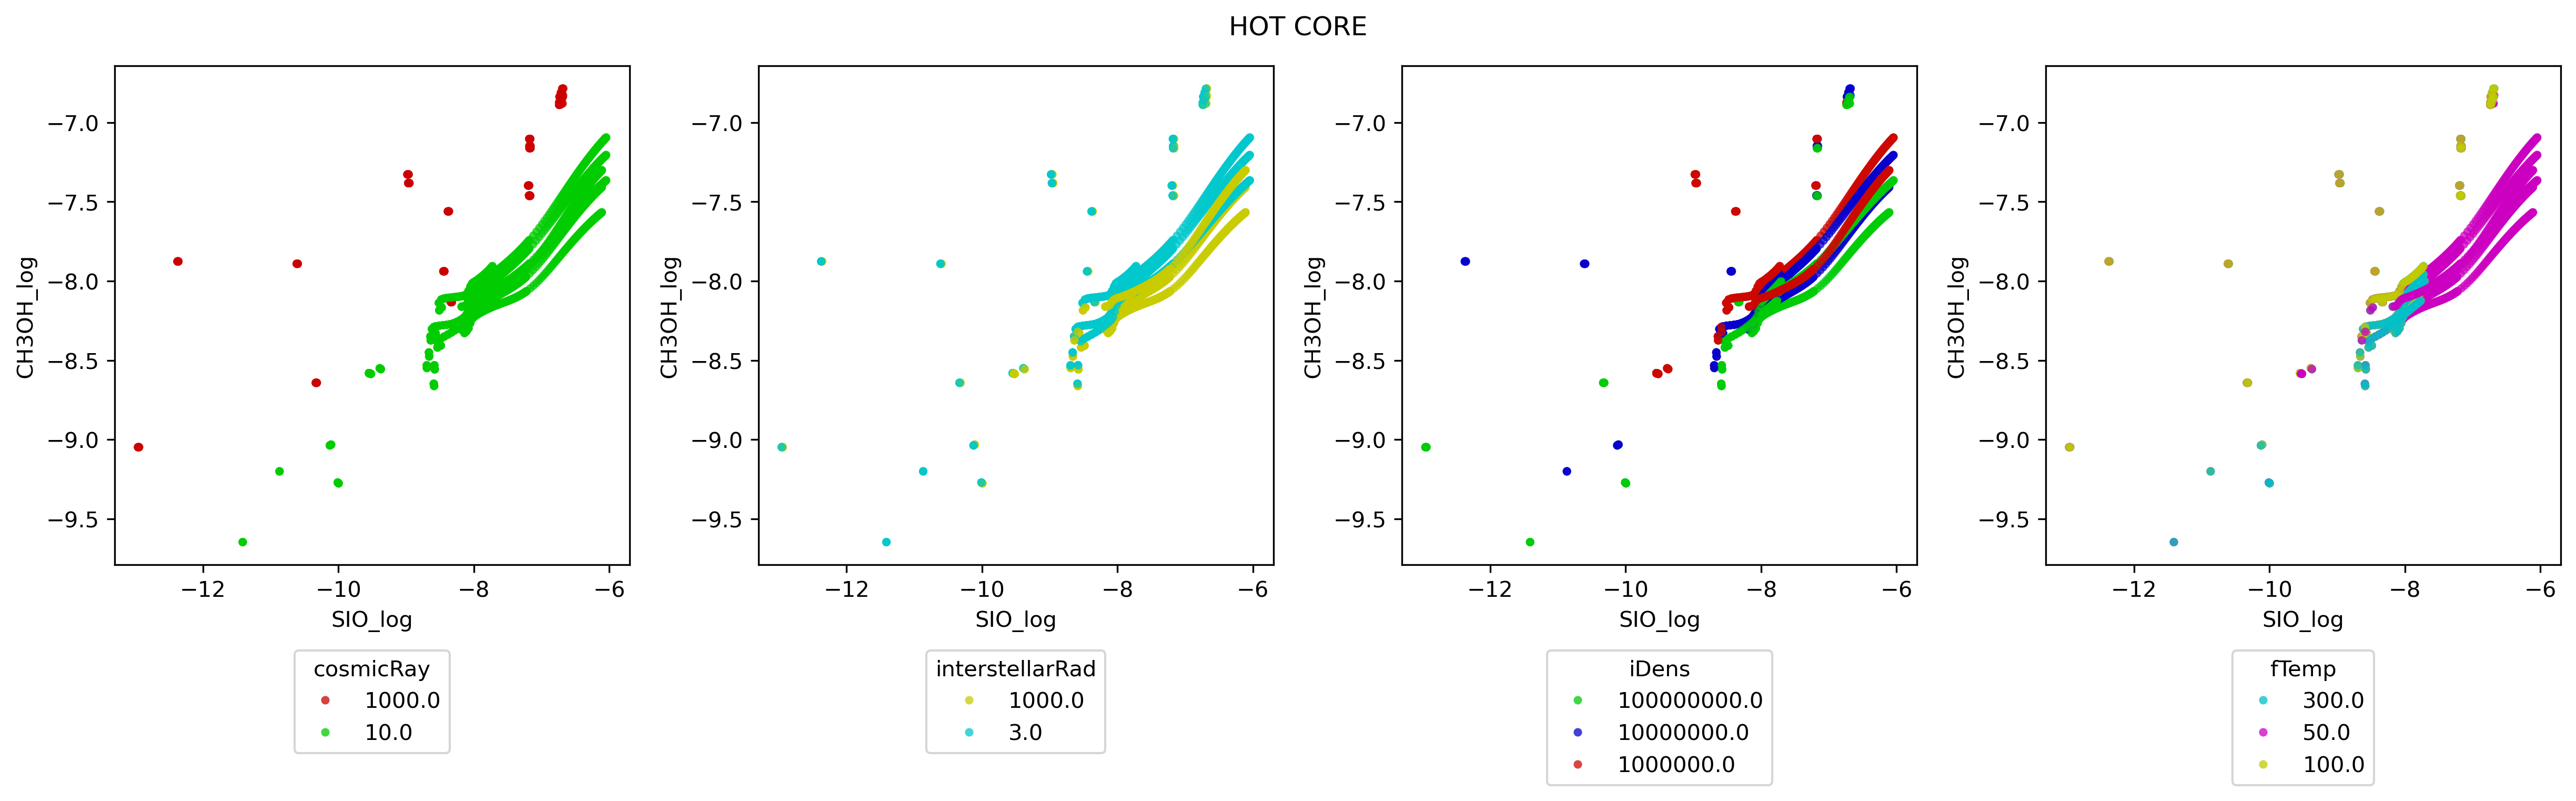 HOT CORE
−7.0
−7.5
−8.0
−8.5
−9.0
−9.5
CH3OH_log
−12 −10 −8 −6
SIO_log
cosmicRay
1000.0
10.0
−7.0
−7.5
−8.0
−8.5
−9.0
−9.5
CH3OH_log
−12 −10 −8 −6
SIO_log
interstellarRad
1000.0
3.0
−7.0
−7.5
−8.0
−8.5
−9.0
−9.5
CH3OH_log
−12 −10 −8 −6
SIO_log
iDens
100000000.0
10000000.0
1000000.0
−7.0
−7.5
−8.0
−8.5
−9.0
−9.5
CH3OH_log
−12 −10 −8 −6
SIO_log
fTemp
300.0
50.0
100.0